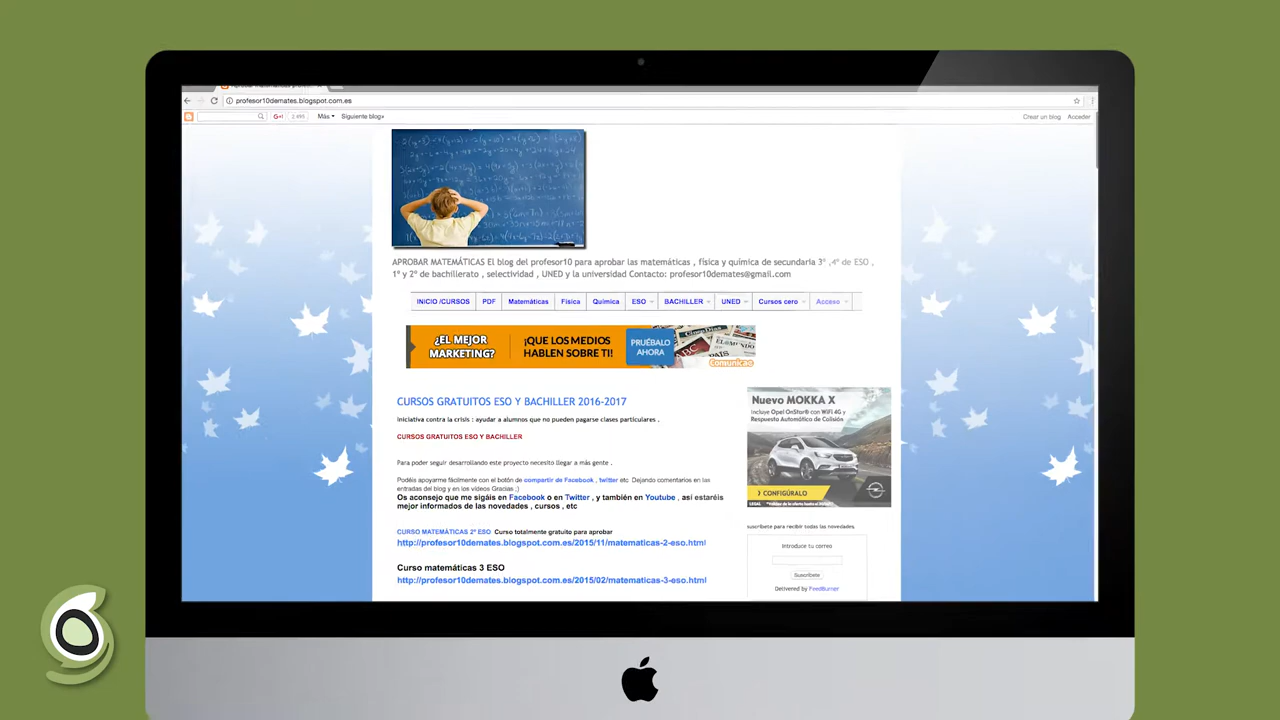 profesor10demates.blogspot.com.es
G+1 2.495 Más Siguiente blog» Crear un blog Acceder
APROBAR MATEMÁTICAS El blog del profesor10 para aprobar las matemáticas , física y química de secundaria 3º ,4º de ESO ,
1º y 2º de bachillerato , selectividad , UNED y la universidad Contacto: profesor10demates@gmail.com
INICIO /CURSOS PDF Matemáticas Física Química ESO BACHILLER UNED Cursos cero Acceso
¿EL MEJOR
MARKETING?
¡QUE LOS MEDIOS
HABLEN SOBRE TI!
PRUÉBALO
AHORA
Comunicae
CURSOS GRATUITOS ESO Y BACHILLER 2016-2017
Iniciativa contra la crisis : ayudar a alumnos que no pueden pagarse clases particulares .
CURSOS GRATUITOS ESO Y BACHILLER
Para poder seguir desarrollando este proyecto necesito llegar a más gente .
Podéis apoyarme fácilmente con el botón de compartir de Facebook , twitter etc Dejando comentarios en las
entradas del blog y en los vídeos Gracias ;)
Os aconsejo que me sigáis en Facebook o en Twitter , y también en Youtube , así estaréis
mejor informados de las novedades , cursos , etc
CURSO MATEMÁTICAS 2º ESO Curso totalmente gratuito para aprobar
http://profesor10demates.blogspot.com.es/2015/11/matematicas-2-eso.html
Curso matemáticas 3 ESO
http://profesor10demates.blogspot.com.es/2015/02/matematicas-3-eso.html
Nuevo MOKKA X
Incluye Opel OnStar® con WiFi 4G y
Respuesta Automática de Colisión
CONFIGÚRALO
suscríbete para recibir todas las novedades
Introduce tu correo
Suscríbete
Delivered by FeedBurner